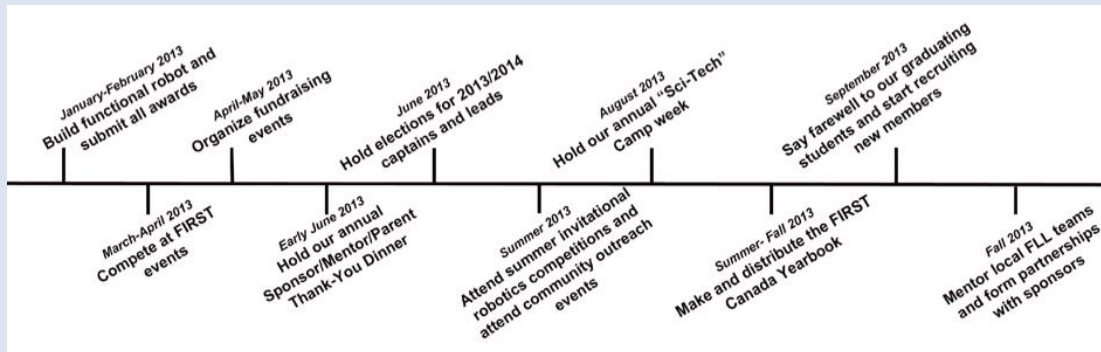 January-February 2013
Build functional robot and
submit all awards
March-April 2013
Compete at FIRST
events
April-May 2013
Organize fundraising
events
Early June 2013
Hold our annual
Sponsor/Mentor/Parent
Thank-You Dinner
June 2013
Hold elections for 2013/2014
captains and leads
Summer 2013
Attend summer invitational
robotics competitions and
attend community outreach
events
August 2013
Hold our annual “Sci-Tech”
Camp week
Summer- Fall 2013
Make and distribute the FIRST
Canada Yearbook
September 2013
Say farewell to our graduating
students and start recruiting
new members
Fall 2013
Mentor local FLL teams
and form partnerships
with sponsors